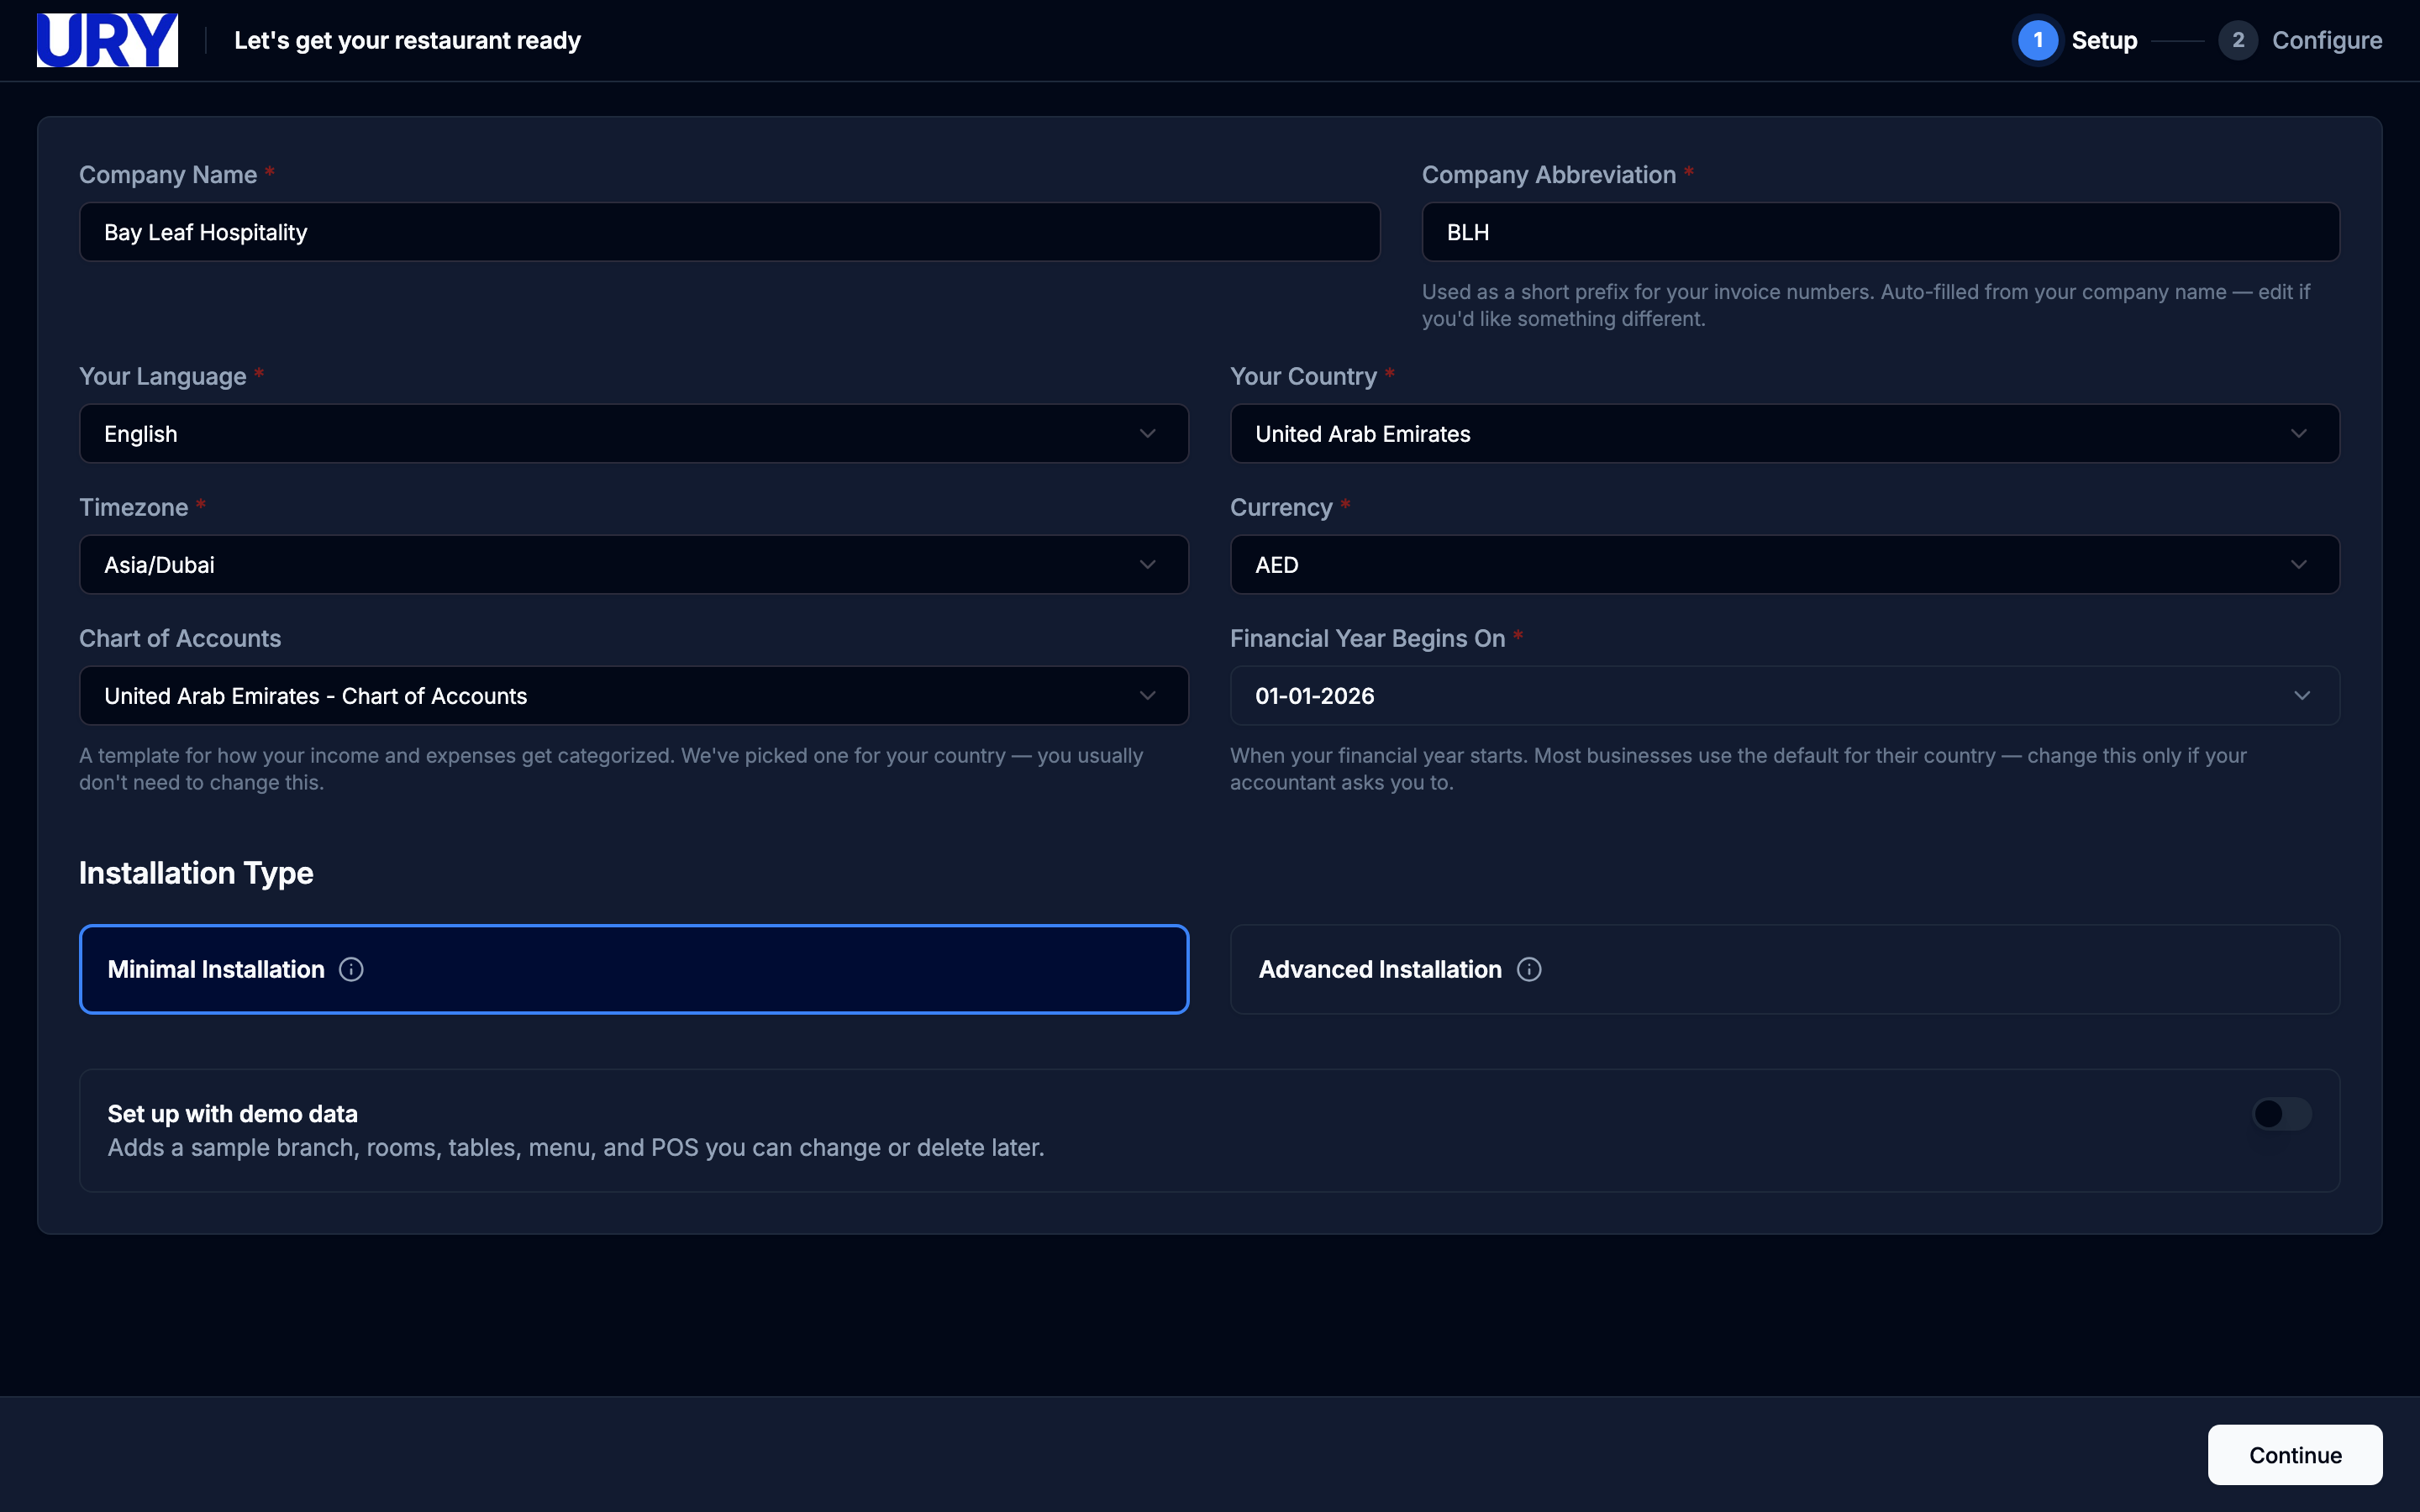 URY
Let's get your restaurant ready
1 Setup
2 Configure
Company Name *
Bay Leaf Hospitality
Company Abbreviation *
BLH
Used as a short prefix for your invoice numbers. Auto-filled from your company name — edit if
you'd like something different.
Your Language *
English
Your Country *
United Arab Emirates
Timezone *
Asia/Dubai
Currency *
AED
Chart of Accounts
United Arab Emirates - Chart of Accounts
A template for how your income and expenses get categorized. We've picked one for your country — you usually
don't need to change this.
Financial Year Begins On *
01-01-2026
When your financial year starts. Most businesses use the default for their country — change this only if your
accountant asks you to.
Installation Type
Minimal Installation
Advanced Installation
Set up with demo data
Adds a sample branch, rooms, tables, menu, and POS you can change or delete later.
Continue